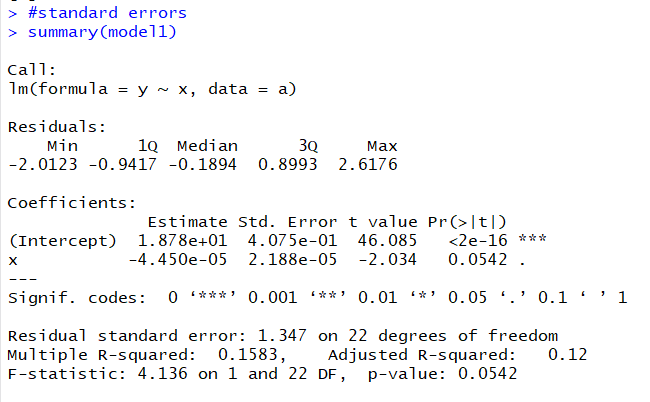 > #standard errors
> summary(model1)
Call:
lm(formula = y ~ x, data = a)
Residuals:
    Min      1Q  Median      3Q     Max
-2.0123 -0.9417 -0.1894  0.8993  2.6176
Coefficients:
              Estimate Std. Error t value Pr(>|t|)
(Intercept)  1.878e+01  4.075e-01  46.085   <2e-16 ***
x           -4.450e-05  2.188e-05  -2.034   0.0542 .
---
Signif. codes:  0 ‘***’ 0.001 ‘**’ 0.01 ‘*’ 0.05 ‘.’ 0.1 ‘ ’ 1
Residual standard error: 1.347 on 22 degrees of freedom
Multiple R-squared:  0.1583,	Adjusted R-squared:   0.12
F-statistic: 4.136 on 1 and 22 DF,  p-value: 0.0542